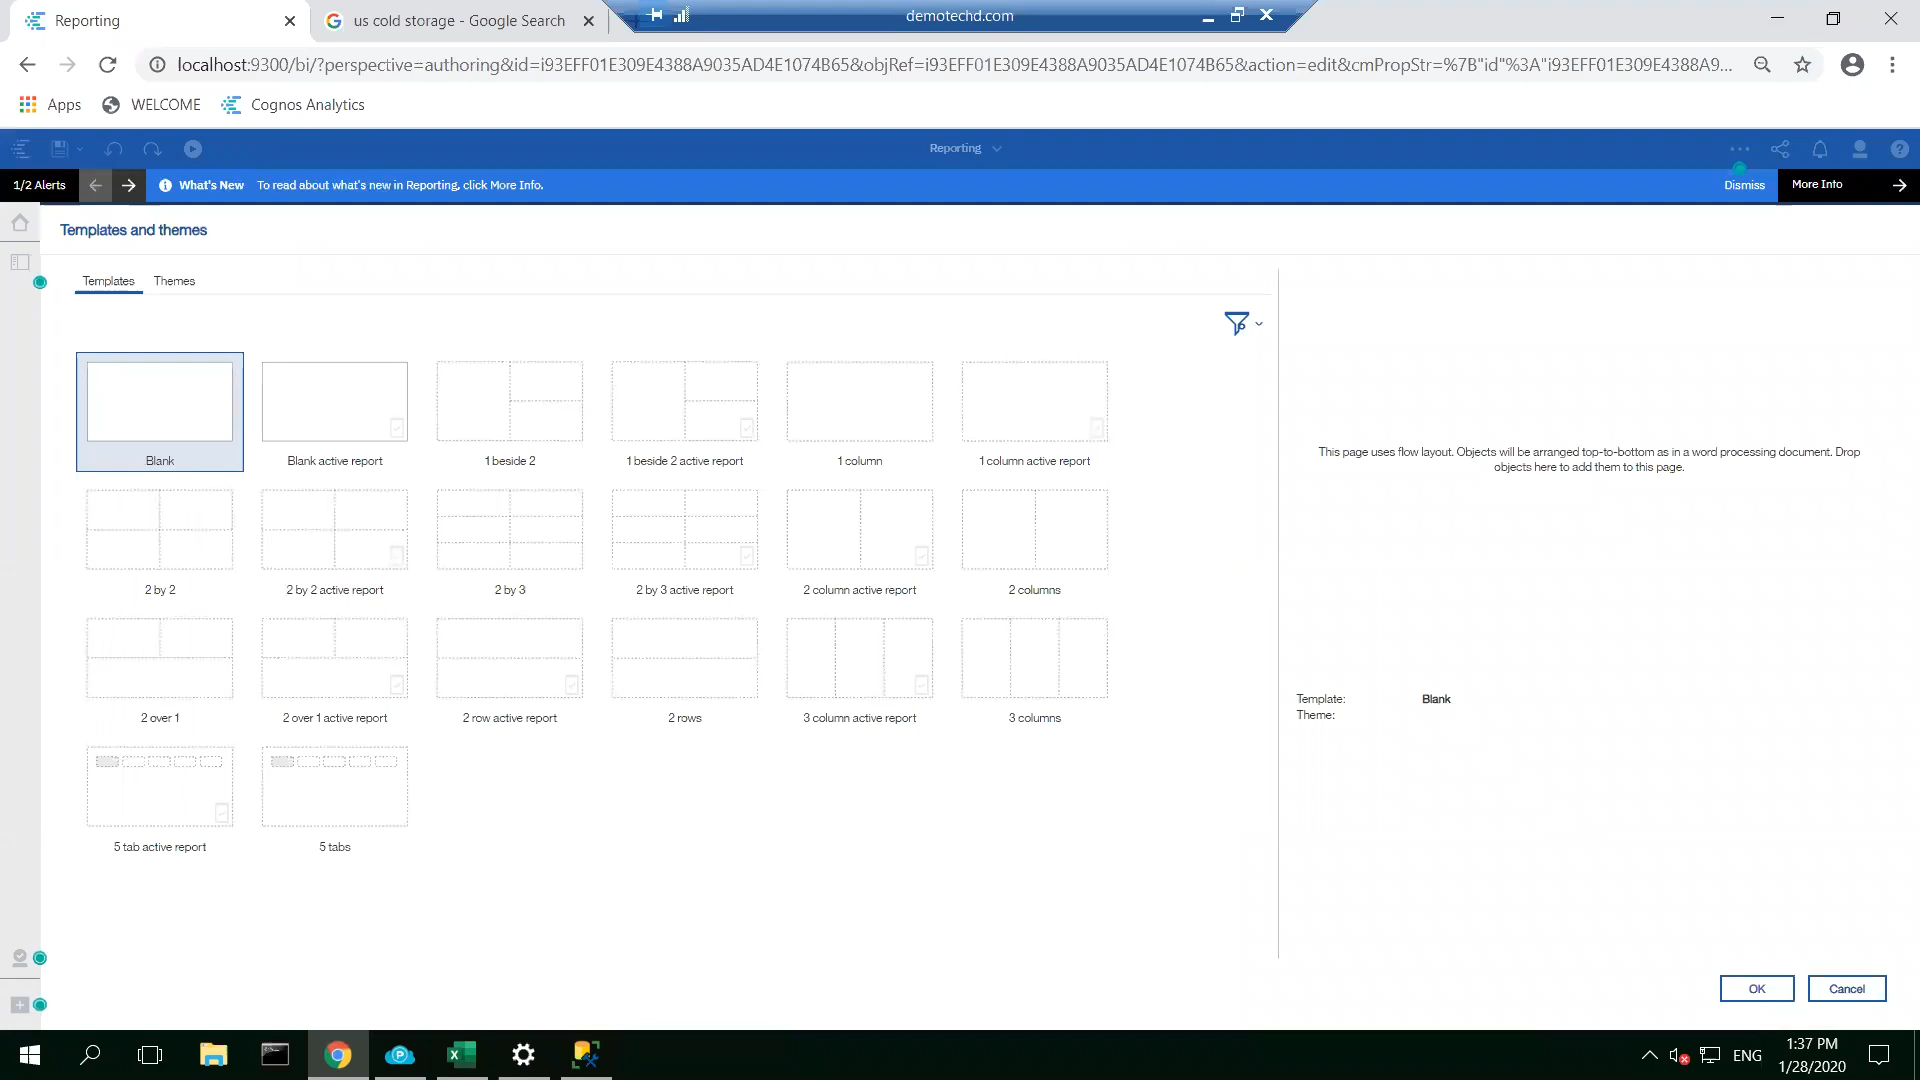 Reporting
us cold storage - Google Search
demotechd.com
localhost:9300/bi/?perspective=authoring&id=i93EFF01E309E4388A9035AD4E1074B65&objRef=i93EFF01E309E4388A9035AD4E1074B65&action=edit&cmPropStr=%7B"id"%3A"i93EFF01E309E4388A9...
Apps
WELCOME
Cognos Analytics
Reporting
1/2 Alerts
What's New
To read about what's new in Reporting, click More Info.
Dismiss
More Into
Templates and themes
Templates
Themes
Blank
Blank active report
1 beside 2
1 beside 2 active report
1 column
1 column active report
This page uses flow layout. Objects will be arranged top-to-bottom as in a word processing document. Drop
objects here to add them to this page.
2 by 2
2 by 2 active report
2 by 3
2 by 3 active report
2 column active report
2 columns
2 over 1
2 over 1 active report
2 row active report
2 rows
3 column active report
3 columns
Template: Blank
Theme:
5 tab active report
5 tabs
OK
Cancel
ENG
1:37 PM
1/28/2020